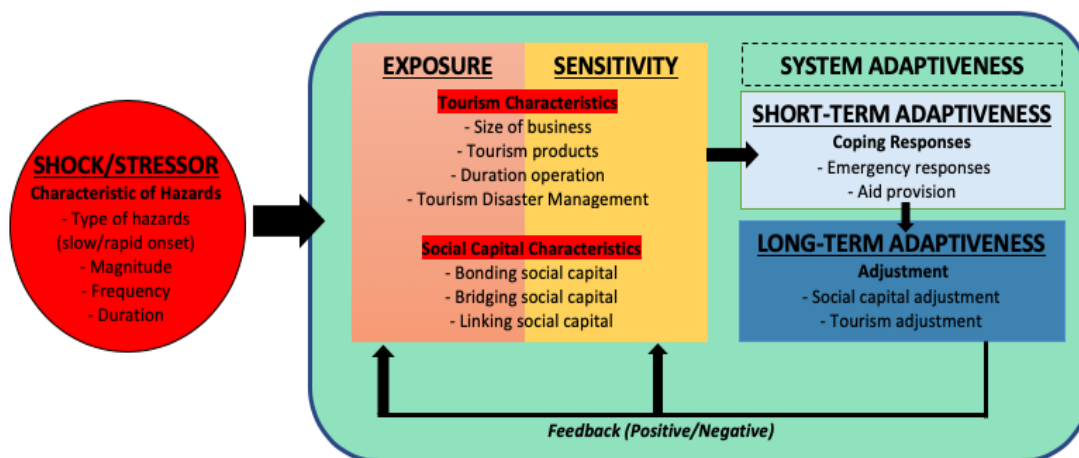 SHOCK/STRESSOR
Characteristic of Hazards
- Type of hazards
(slow/rapid onset)
- Magnitude
- Frequency
- Duration
EXPOSURE
SENSITIVITY
Tourism Characteristics
- Size of business
- Tourism products
- Duration operation
- Tourism Disaster Management
Social Capital Characteristics
- Bonding social capital
- Bridging social capital
- Linking social capital
SYSTEM ADAPTIVENESS
SHORT-TERM ADAPTIVENESS
Coping Responses
- Emergency responses
- Aid provision
LONG-TERM ADAPTIVENESS
Adjustment
- Social capital adjustment
- Tourism adjustment
Feedback (Positive/Negative)